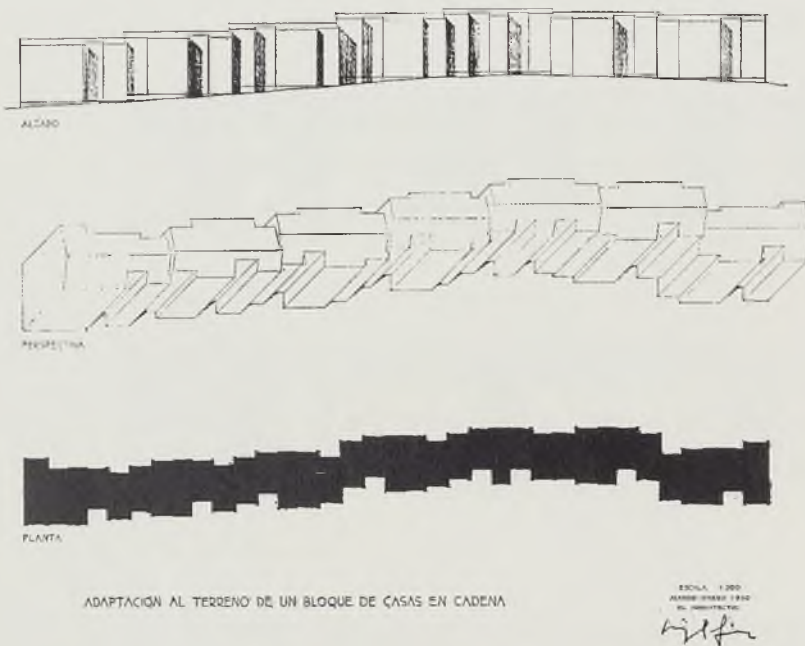 ALZADO
PERSPECTIVA
PLANTA
ADAPTACION AL TERRENO DE UN BLOQUE DE CASAS EN CADENA
ESCALA 1:200
EL ARQUITECTO